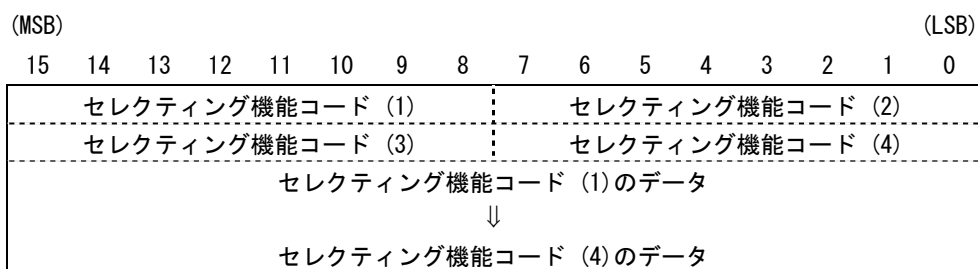 (MSB) (LSB)
15 14 13 12 11 10 9 8 7 6 5 4 3 2 1 0
セレクティング機能コード (1) セレクティング機能コード (2)
セレクティング機能コード (3) セレクティング機能コード (4)
セレクティング機能コード (1)のデータ
⇓
セレクティング機能コード (4)のデータ